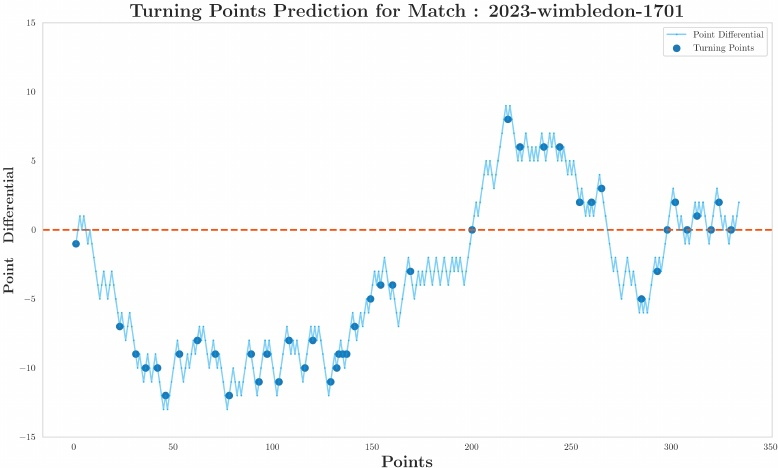 Turning Points Prediction for Match : 2023-wimbledon-1701
Point Differential
Turning Points
15
10
5
0
−5
−10
−15
Point Differential
0 50 100 150 200 250 300 350
Points